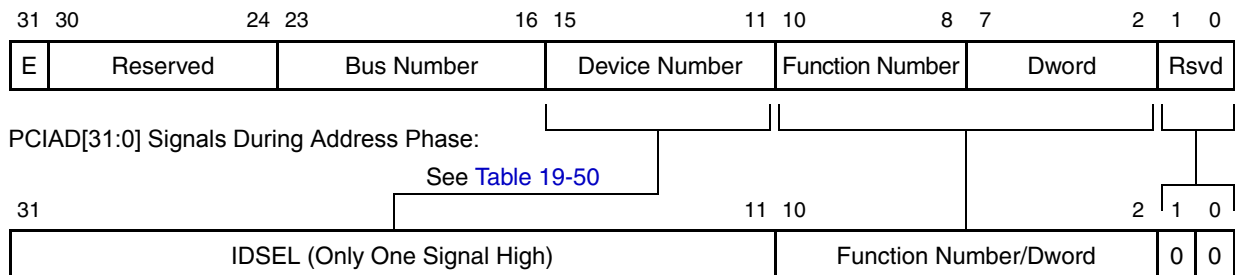 31 30 24 23 16 15 11 10 8 7 2 1 0
E Reserved Bus Number Device Number Function Number Dword Rsvd
PCIAD[31:0] Signals During Address Phase:
See Table 19-50
31 11 10 2 1 0
IDSEL (Only One Signal High) Function Number/Dword 0 0